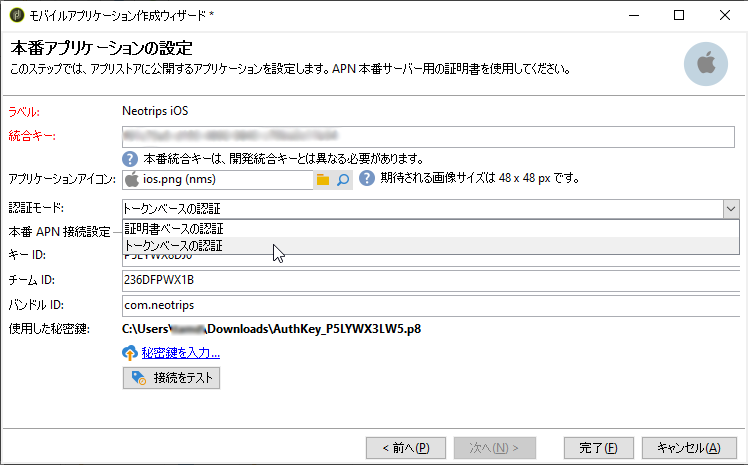 モバイルアプリケーション作成ウィザード *
本番アプリケーションの設定
このステップでは、アプリストアに公開するアプリケーションを設定します。APN 本番サーバー用の証明書を使用してください。
ラベル: Neotrips iOS
統合キー:
本番統合キーは、開発統合キーとは異なる必要があります。
アプリケーションアイコン: ios.png (nms) 期待される画像サイズは 48 x 48 px です。
認証モード: トークンベースの認証
証明書ベースの認証
本番 APN 接続設定
トークンベースの認証
キー ID:
チーム ID: 236DFPWX1B
バンドル ID: com.neotrips
使用した秘密鍵: C:\Users\ \Downloads\AuthKey_P5LYWX3LW5.p8
秘密鍵を入力...
接続をテスト
< 前へ(P) 次へ(N) > 完了(F) キャンセル(A)